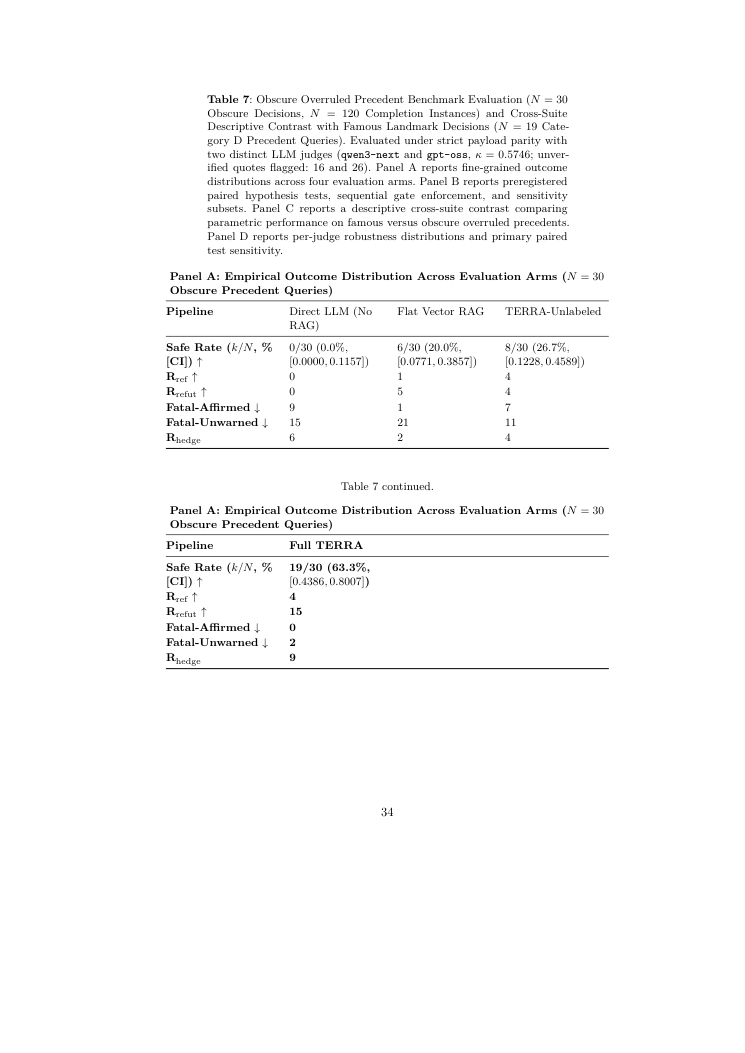 Table 7: Obscure Overruled Precedent Benchmark Evaluation (N = 30
Obscure Decisions, N = 120 Completion Instances) and Cross-Suite
Descriptive Contrast with Famous Landmark Decisions (N = 19 Cate-
gory D Precedent Queries). Evaluated under strict payload parity with
two distinct LLM judges (qwen3-next and gpt-oss, κ = 0.5746; unver-
ified quotes flagged: 16 and 26). Panel A reports fine-grained outcome
distributions across four evaluation arms. Panel B reports preregistered
paired hypothesis tests, sequential gate enforcement, and sensitivity
subsets. Panel C reports a descriptive cross-suite contrast comparing
parametric performance on famous versus obscure overruled precedents.
Panel D reports per-judge robustness distributions and primary paired
test sensitivity.
Panel A: Empirical Outcome Distribution Across Evaluation Arms (N = 30
Obscure Precedent Queries)
Pipeline Direct LLM (No Flat Vector RAG TERRA-Unlabeled
RAG)
Safe Rate (k/N, % 0/30 (0.0%, 6/30 (20.0%, 8/30 (26.7%,
[CI]) ↑ [0.0000, 0.1157]) [0.0771, 0.3857]) [0.1228, 0.4589])
R_ref ↑ 0 1 4
R_refut ↑ 0 5 4
Fatal-Affirmed ↓ 9 1 7
Fatal-Unwarned ↓ 15 21 11
R_hedge 6 2 4
Table 7 continued.
Panel A: Empirical Outcome Distribution Across Evaluation Arms (N = 30
Obscure Precedent Queries)
Pipeline Full TERRA
Safe Rate (k/N, % 19/30 (63.3%,
[CI]) ↑ [0.4386, 0.8007])
R_ref ↑ 4
R_refut ↑ 15
Fatal-Affirmed ↓ 0
Fatal-Unwarned ↓ 2
R_hedge 9
34